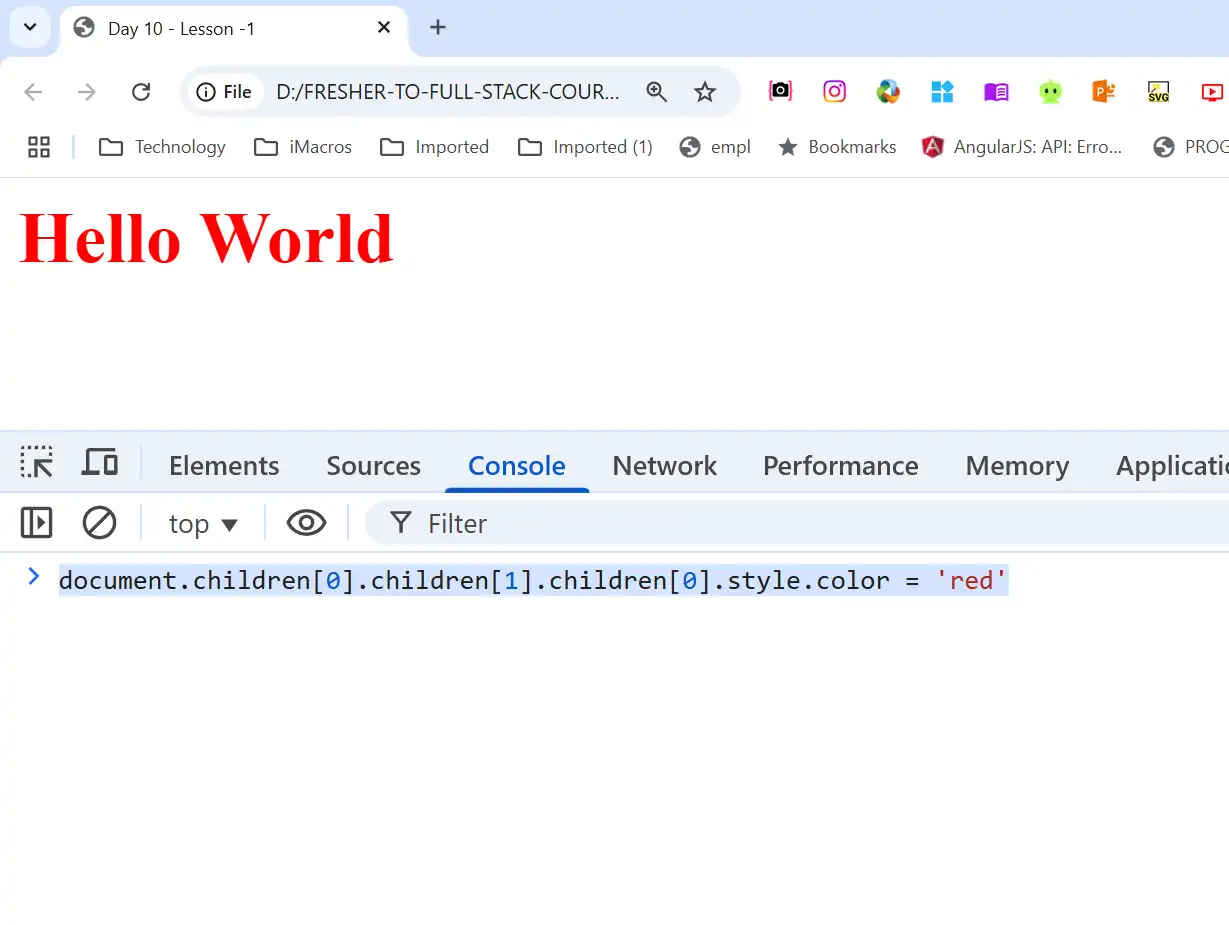 Day 10 - Lesson -1
File D:/FRESHER-TO-FULL-STACK-COUR...
SVG
Technology iMacros Imported Imported (1) empl Bookmarks AngularJS: API: Erro... PROG
Hello World
Elements Sources Console Network Performance Memory Applicatio
top Filter
document.children[0].children[1].children[0].style.color = 'red'